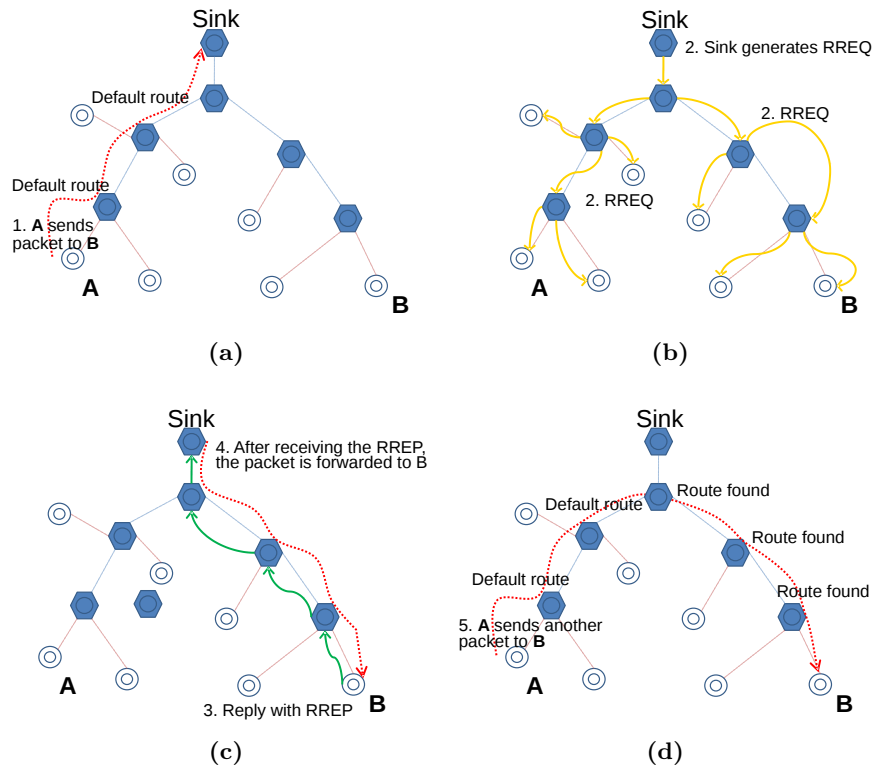 Sink
Default route
Default route
1. A sends
packet to B
A
B
(a)
Sink
2. Sink generates RREQ
2. RREQ
2. RREQ
A
B
(b)
Sink
4. After receiving the RREP,
the packet is forwarded to B
A
B
3. Reply with RREP
(c)
Sink
Default route
Route found
Route found
Default route
Route found
5. A sends another
packet to B
A
B
(d)